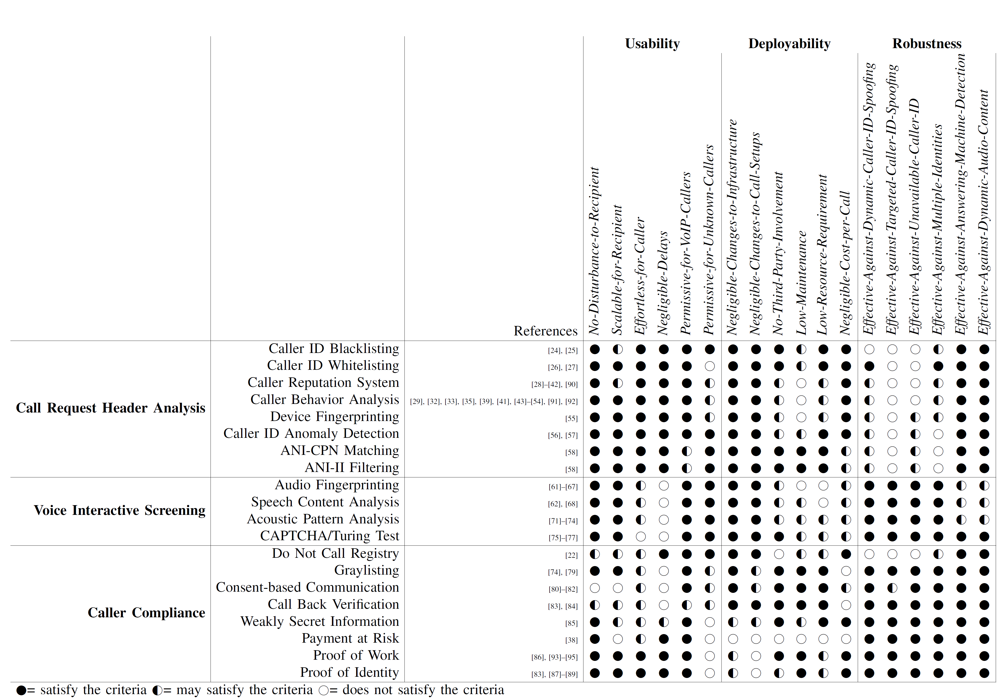 Usability Deployability Robustness
References No-Disturbance-to-Recipient Scalable-for-Recipient Effortless-for-Caller Negligible-Delays Permissive-for-VoIP-Callers Permissive-for-Unknown-Callers Negligible-Changes-to-Infrastructure Negligible-Changes-to-Call-Setups No-Third-Party-Involvement Low-Maintenance Low-Resource-Requirement Negligible-Cost-per-Call Effective-Against-Dynamic-Caller-ID-Spoofing Effective-Against-Targeted-Caller-ID-Spoofing Effective-Against-Unavailable-Caller-ID Effective-Against-Multiple-Identities Effective-Against-Answering-Machine-Detection Effective-Against-Dynamic-Audio-Content
Call Request Header Analysis
Caller ID Blacklisting [24], [25] ● ◐ ● ● ● ● ● ● ● ◐ ● ● ○ ○ ○ ◐ ● ●
Caller ID Whitelisting [26], [27] ● ● ● ● ● ○ ● ● ● ◐ ● ● ● ○ ○ ● ● ●
Caller Reputation System [28]–[42], [90] ● ◐ ● ● ● ◐ ● ● ◐ ○ ◐ ● ◐ ○ ○ ◐ ● ●
Caller Behavior Analysis [29], [32], [33], [35], [39], [41], [43]–[54], [91], [92] ● ● ● ● ● ◐ ● ● ◐ ○ ◐ ● ◐ ○ ○ ◐ ● ●
Device Fingerprinting [55] ● ● ● ● ● ◐ ● ● ◐ ○ ◐ ● ◐ ○ ◐ ◐ ● ●
Caller ID Anomaly Detection [56], [57] ● ● ● ● ● ● ● ● ◐ ◐ ● ● ◐ ○ ◐ ○ ● ●
ANI-CPN Matching [58] ● ● ● ● ◐ ● ● ● ● ● ● ◐ ◐ ○ ◐ ○ ● ●
ANI-II Filtering [58] ● ● ● ● ◐ ● ● ● ● ● ● ◐ ◐ ○ ◐ ○ ● ●
Voice Interactive Screening
Audio Fingerprinting [61]–[67] ● ● ◐ ○ ● ● ● ● ◐ ○ ○ ◐ ● ● ● ● ◐ ◐
Speech Content Analysis [62], [68] ● ● ◐ ○ ● ● ● ● ◐ ◐ ○ ◐ ● ● ● ● ◐ ◐
Acoustic Pattern Analysis [71]–[74] ● ● ◐ ○ ● ● ● ● ◐ ◐ ◐ ◐ ● ● ● ● ◐ ◐
CAPTCHA/Turing Test [75]–[77] ● ● ○ ○ ● ● ● ● ● ◐ ◐ ◐ ● ● ● ● ● ●
Caller Compliance
Do Not Call Registry [22] ◐ ◐ ◐ ● ● ● ● ● ○ ◐ ◐ ● ○ ○ ○ ◐ ● ●
Graylisting [74], [79] ● ● ◐ ○ ● ◐ ● ◐ ● ● ● ○ ● ● ● ● ● ●
Consent-based Communication [80]–[82] ○ ○ ◐ ○ ● ◐ ● ◐ ● ● ● ◐ ● ◐ ● ● ● ●
Call Back Verification [83], [84] ◐ ◐ ◐ ○ ◐ ◐ ● ● ● ● ● ○ ● ● ● ● ● ●
Weakly Secret Information [85] ● ◐ ◐ ◐ ● ○ ◐ ◐ ● ◐ ● ● ● ● ● ● ● ●
Payment at Risk [38] ● ○ ◐ ● ● ○ ○ ○ ○ ○ ○ ○ ● ● ● ● ● ●
Proof of Work [86], [93]–[95] ● ● ● ● ● ○ ◐ ○ ● ● ◐ ● ● ● ● ● ● ●
Proof of Identity [83], [87]–[89] ● ● ● ● ● ○ ◐ ○ ◐ ● ◐ ● ● ● ● ● ● ●
●= satisfy the criteria ◐= may satisfy the criteria ○= does not satisfy the criteria